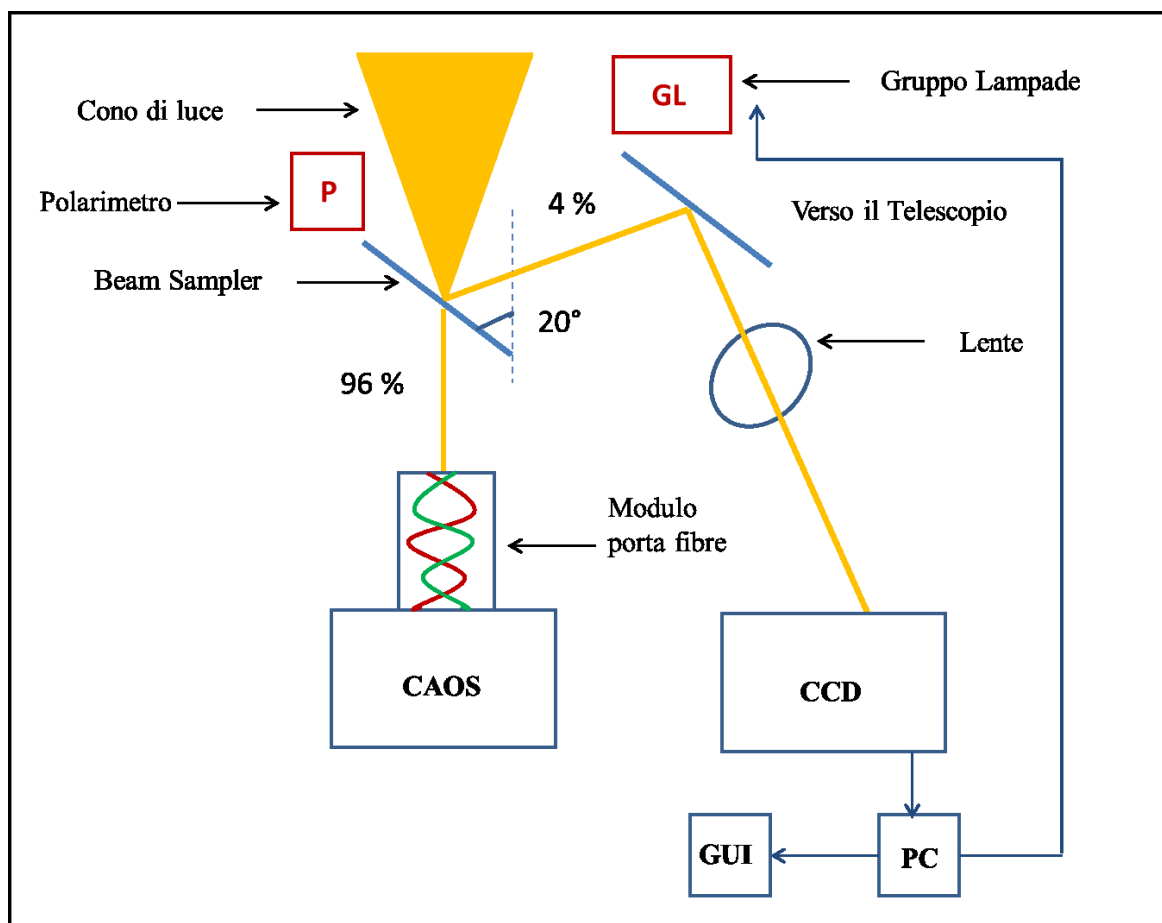 Cono di luce
GL
Gruppo Lampade
P
Polarimetro
4 %
Verso il Telescopio
Beam Sampler
20°
Lente
96 %
Modulo
porta fibre
CAOS
CCD
GUI
PC